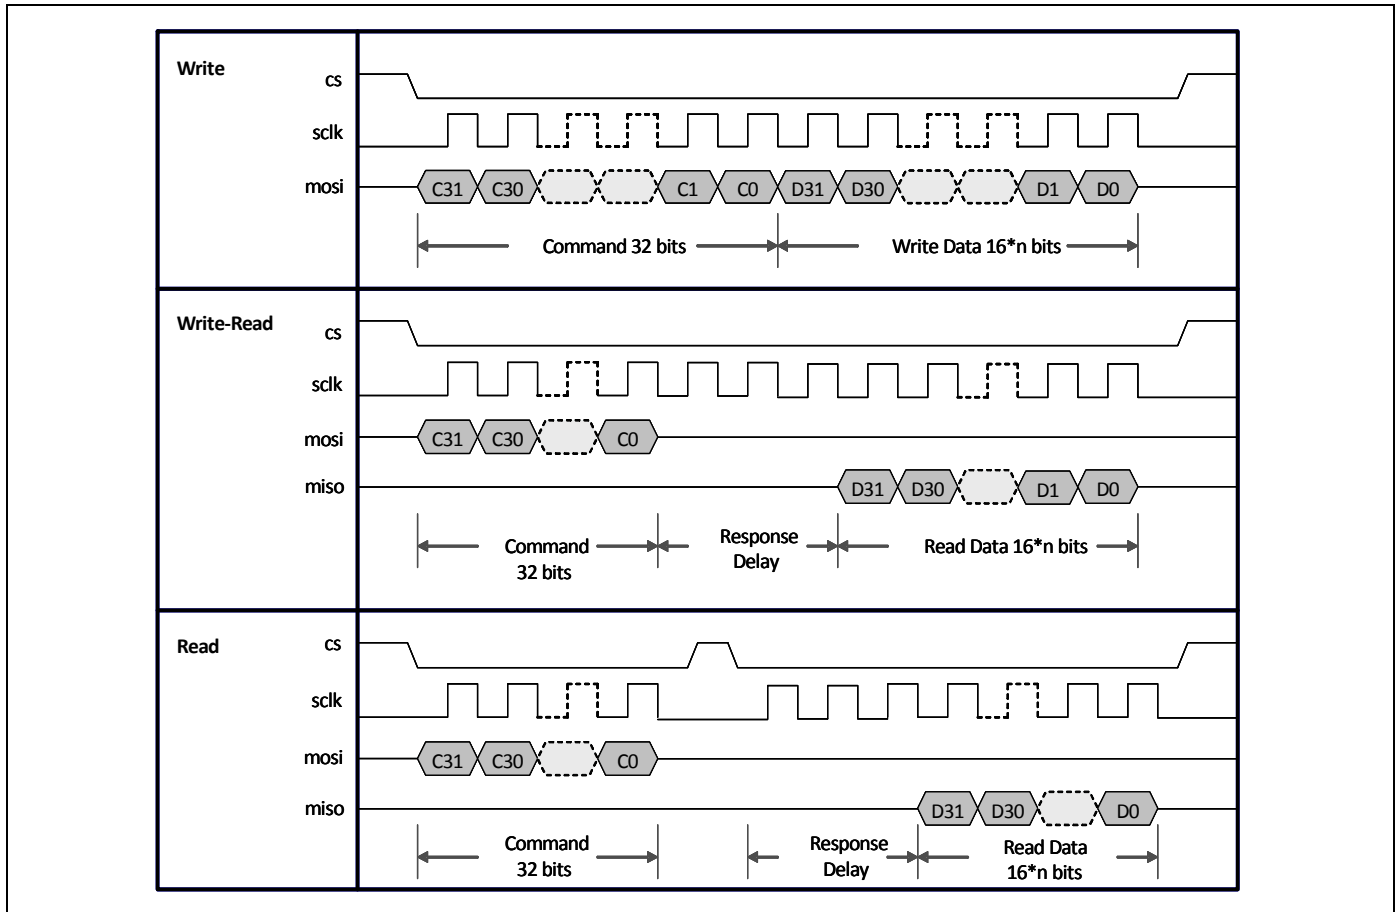 Write
cs
sclk
mosi
C31 C30 C1 C0 D31 D30 D1 D0
Command 32 bits
Write Data 16*n bits
Write-Read
cs
sclk
mosi
C31 C30 C0
miso
D31 D30 D1 D0
Command
32 bits
Response
Delay
Read Data 16*n bits
Read
cs
sclk
mosi
C31 C30 C0
miso
D31 D30 D0
Command
32 bits
Response
Delay
Read Data
16*n bits